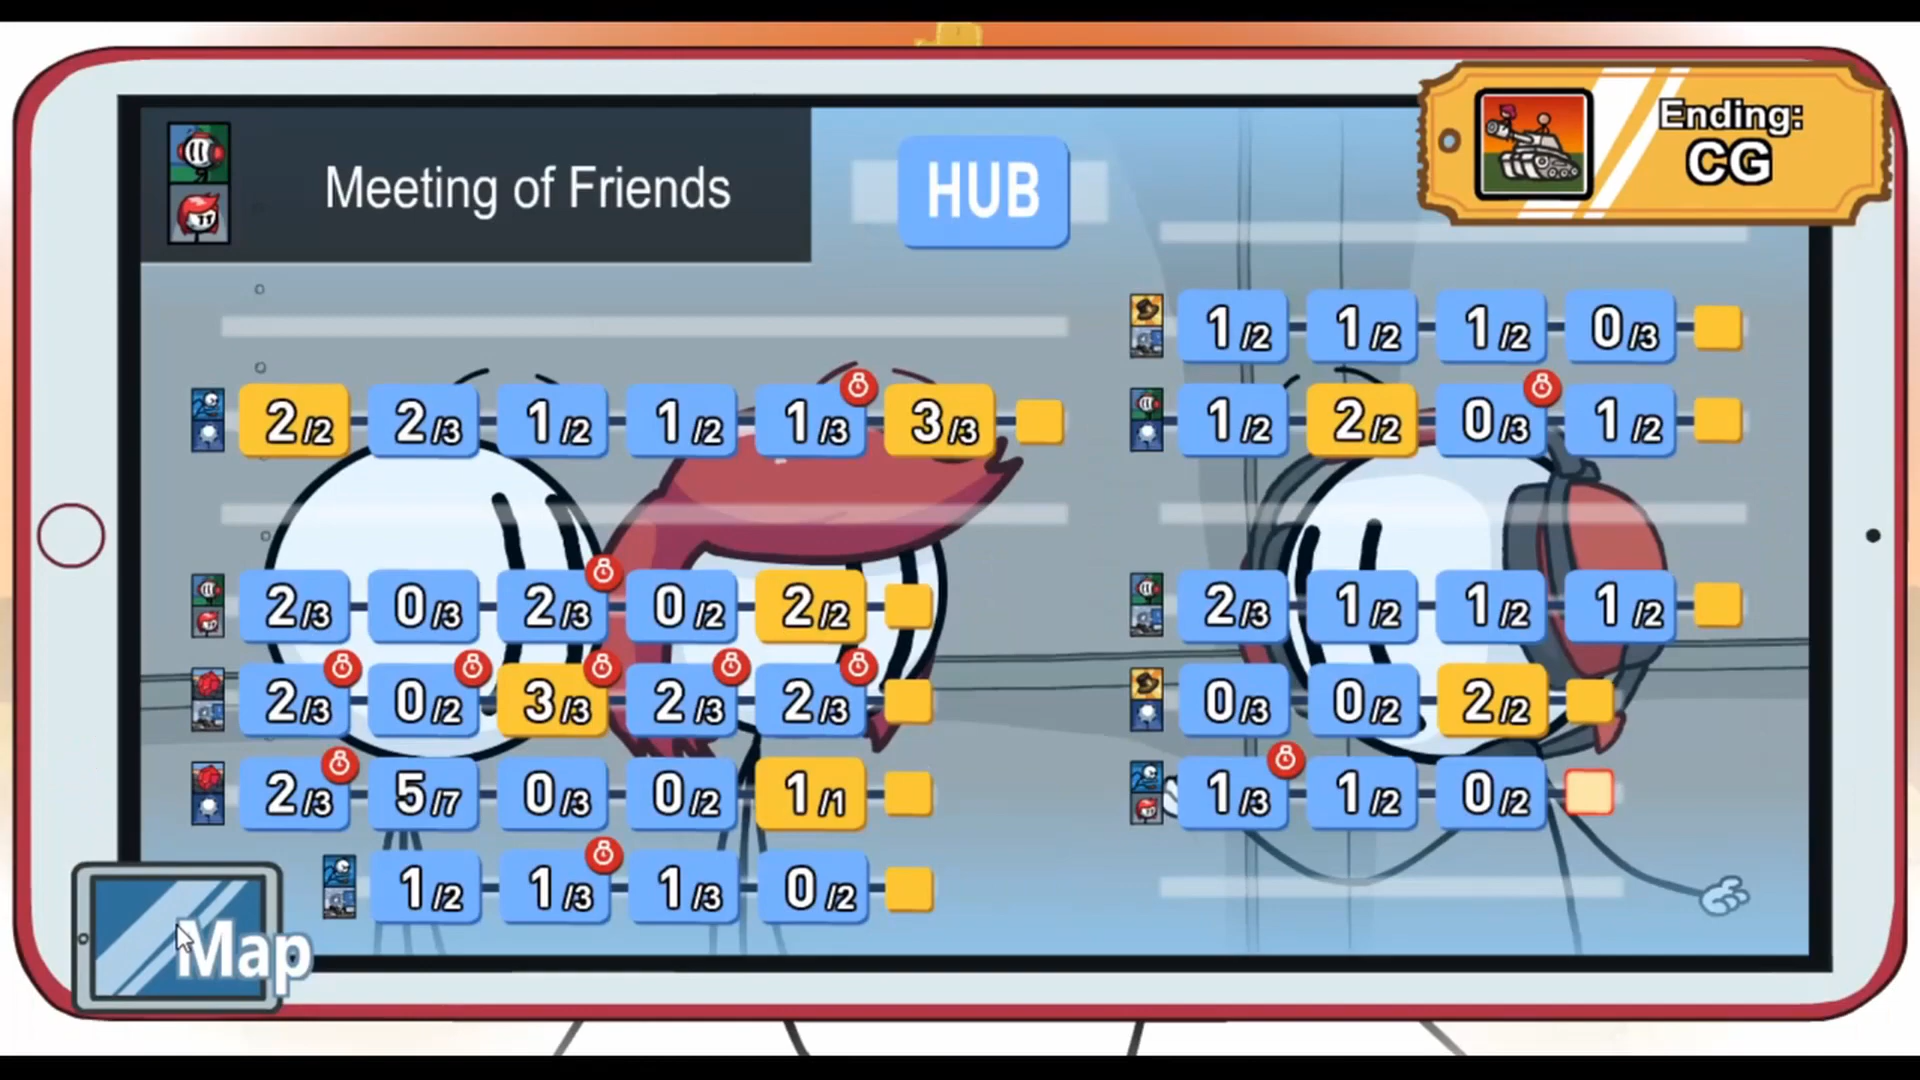 Meeting of Friends
HUB
Ending:
CG
1/2 1/2 1/2 0/3
2/2 2/3 1/2 1/2 1/3 3/3
1/2 2/2 0/3 1/2
2/3 0/3 2/3 0/2 2/2
2/3 1/2 1/2 1/2
2/3 0/2 3/3 2/3 2/3
0/3 0/2 2/2
2/3 5/7 0/3 0/2 1/1
1/3 1/2 0/2
1/2 1/3 1/3 0/2
Map